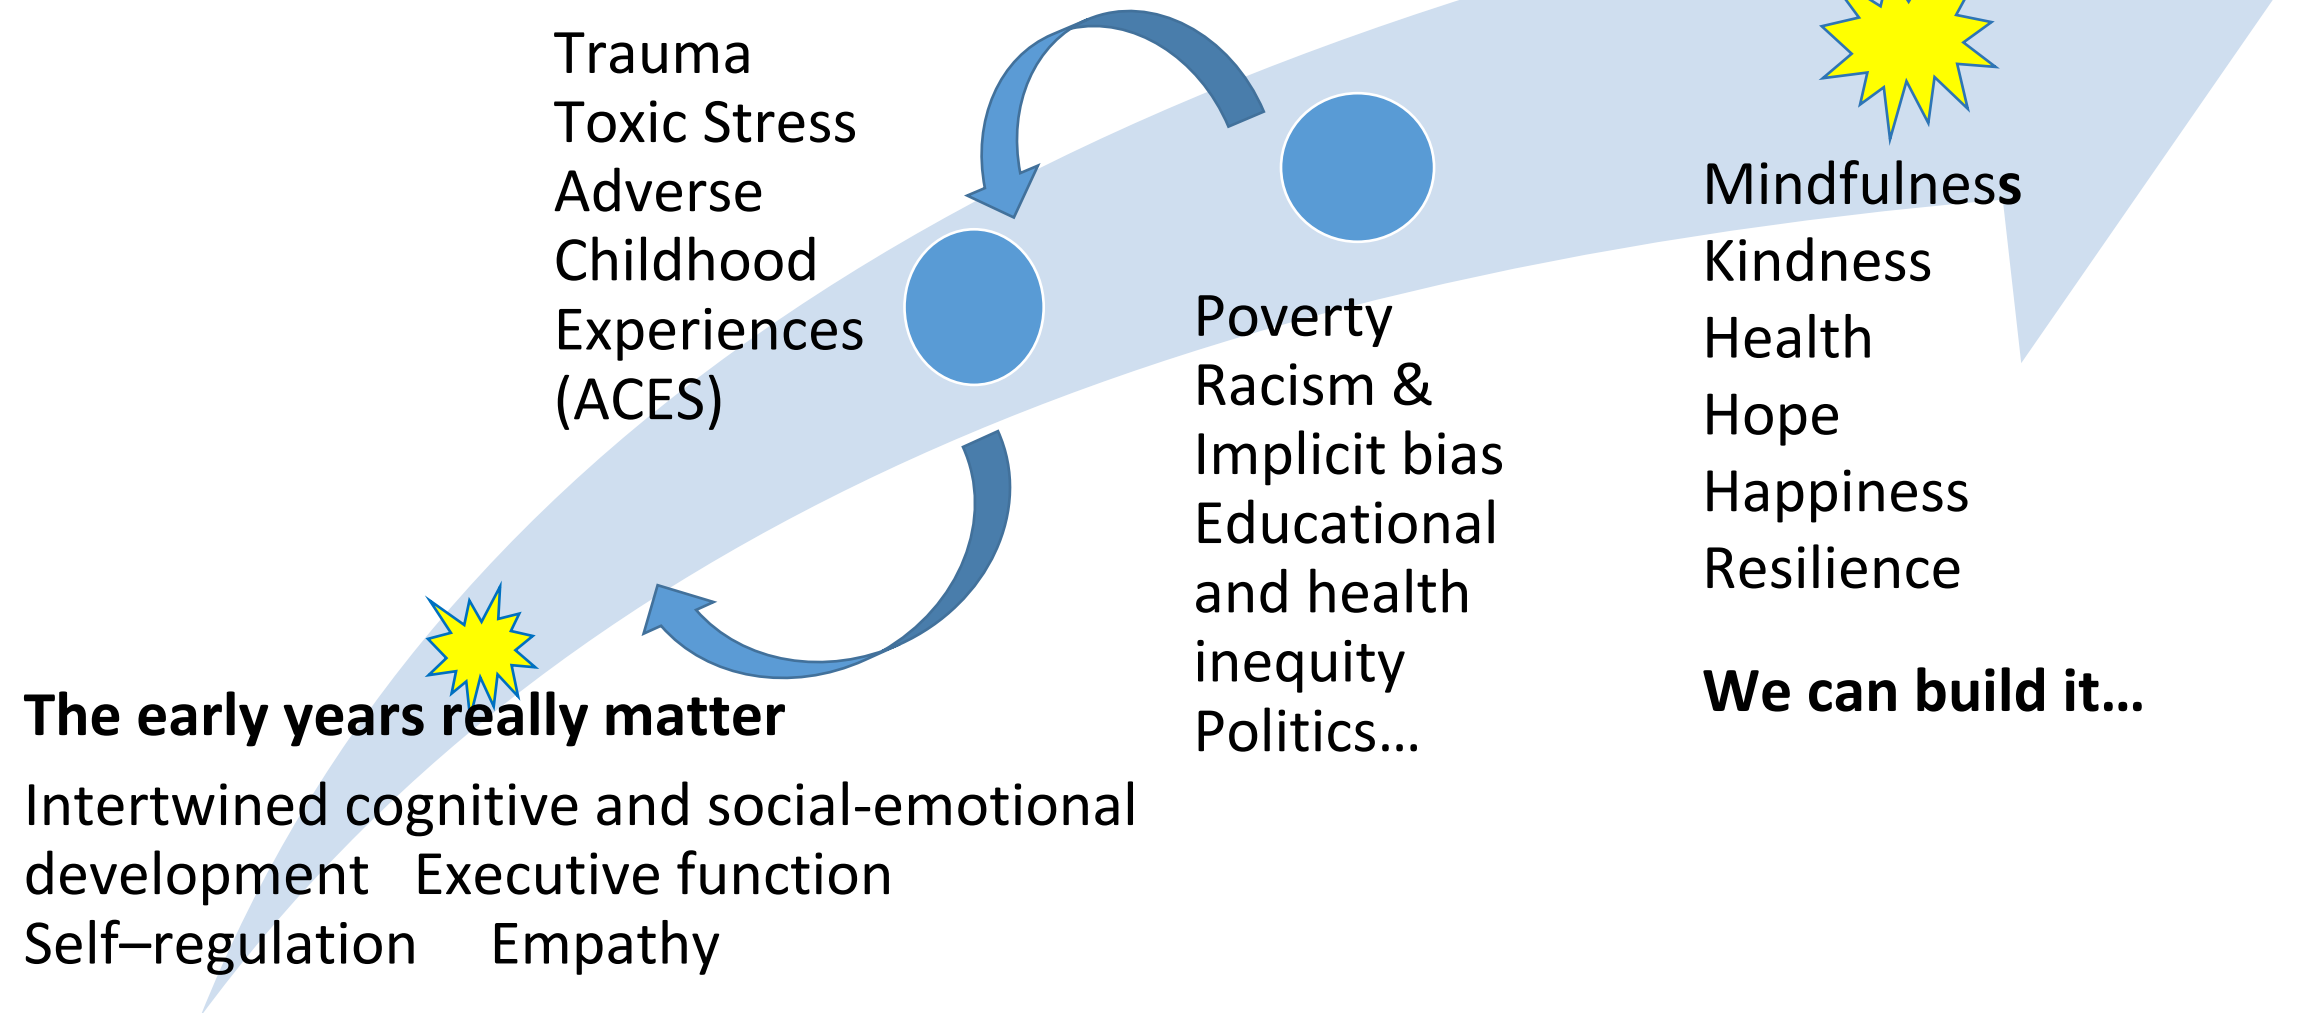 Trauma
Toxic Stress
Adverse
Childhood
Experiences
(ACES)
The early years really matter
Intertwined cognitive and social-emotional
development   Executive function
Self–regulation    Empathy
Poverty
Racism &
Implicit bias
Educational
and health
inequity
Politics…
Mindfulness
Kindness
Health
Hope
Happiness
Resilience
We can build it…